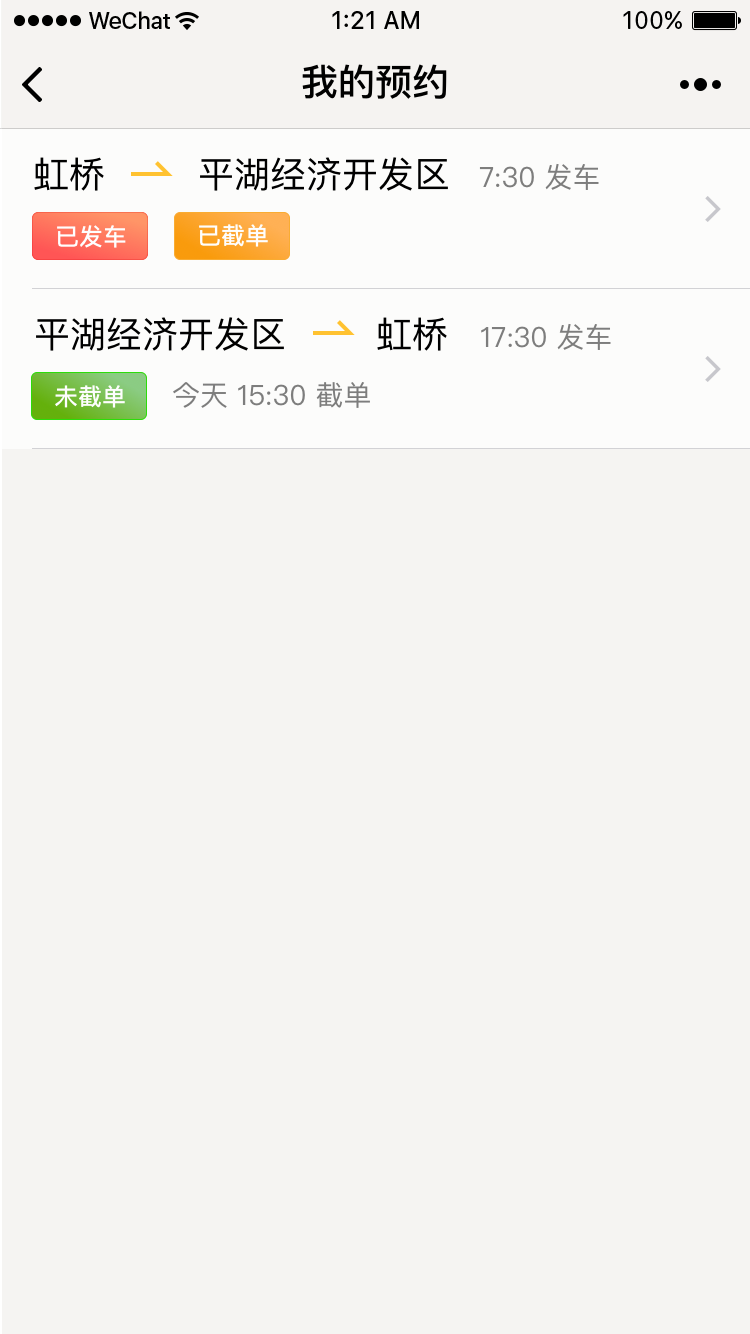 WeChat 1:21 AM 100%
我的预约
虹桥 平湖经济开发区 7:30 发车
已发车 已截单
平湖经济开发区 虹桥 17:30 发车
未截单 今天 15:30 截单